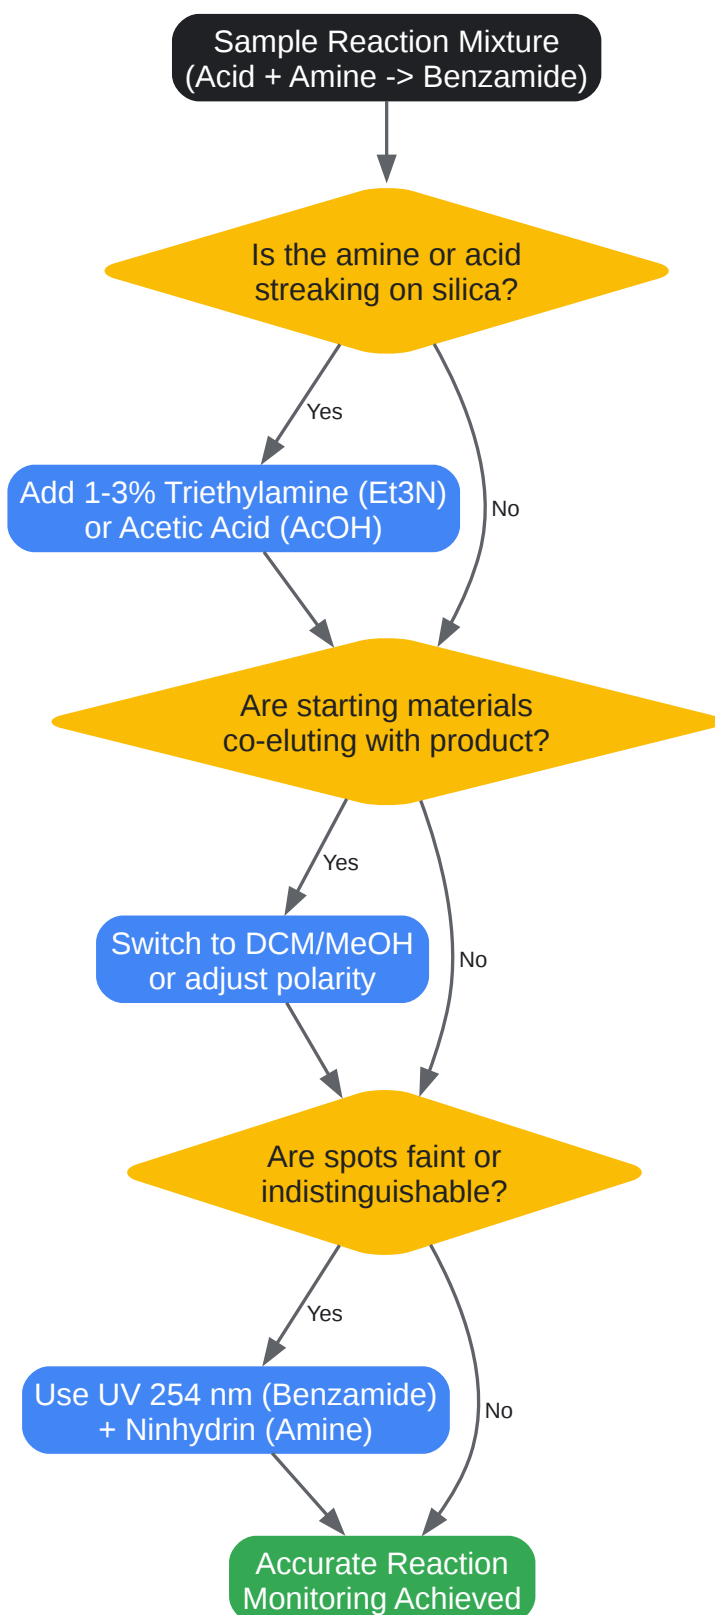 Sample Reaction Mixture
(Acid + Amine -> Benzamide)
Is the amine or acid
streaking on silica?
Yes
Add 1-3% Triethylamine (Et3N)
or Acetic Acid (AcOH)
No
Are starting materials
co-eluting with product?
Yes
Switch to DCM/MeOH
or adjust polarity
No
Are spots faint or
indistinguishable?
Yes
Use UV 254 nm (Benzamide)
+ Ninhydrin (Amine)
No
Accurate Reaction
Monitoring Achieved